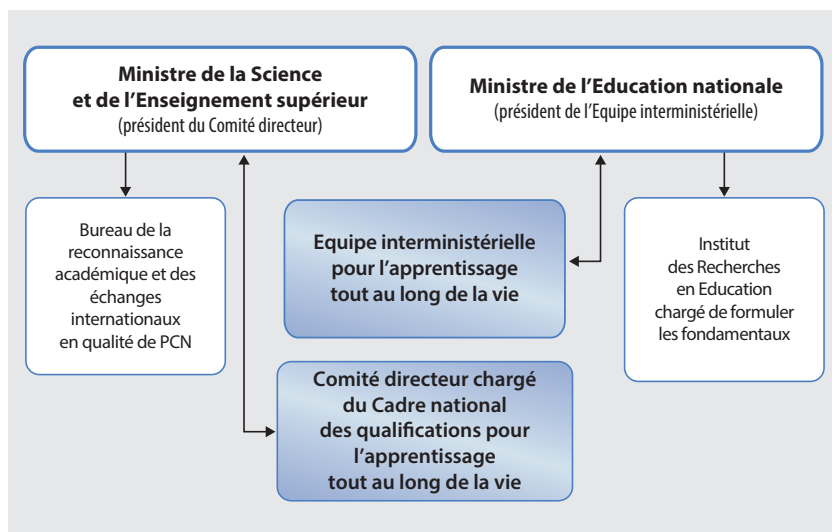 Ministre de la Science
et de l’Enseignement supérieur
(président du Comité directeur)
Ministre de l’Education nationale
(président de l’Equipe interministérielle)
Bureau de la
reconnaissance
académique et des
échanges
internationaux
en qualité de PCN
Equipe interministérielle
pour l’apprentissage
tout au long de la vie
Institut
des Recherches
en Education
chargé de formuler
les fondamentaux
Comité directeur chargé
du Cadre national
des qualifications pour
l’apprentissage
tout au long de la vie